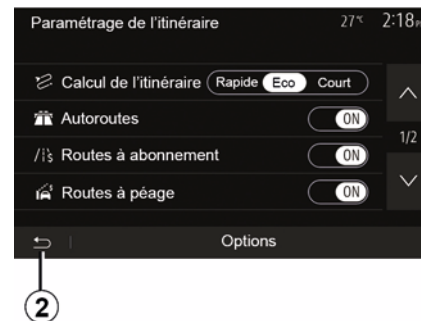 Paramétrage de l'itinéraire 27°C 2:18
Calcul de l'itinéraire Rapide Eco Court
Autoroutes ON
1/2
Routes à abonnement ON
Routes à péage ON
Options
2